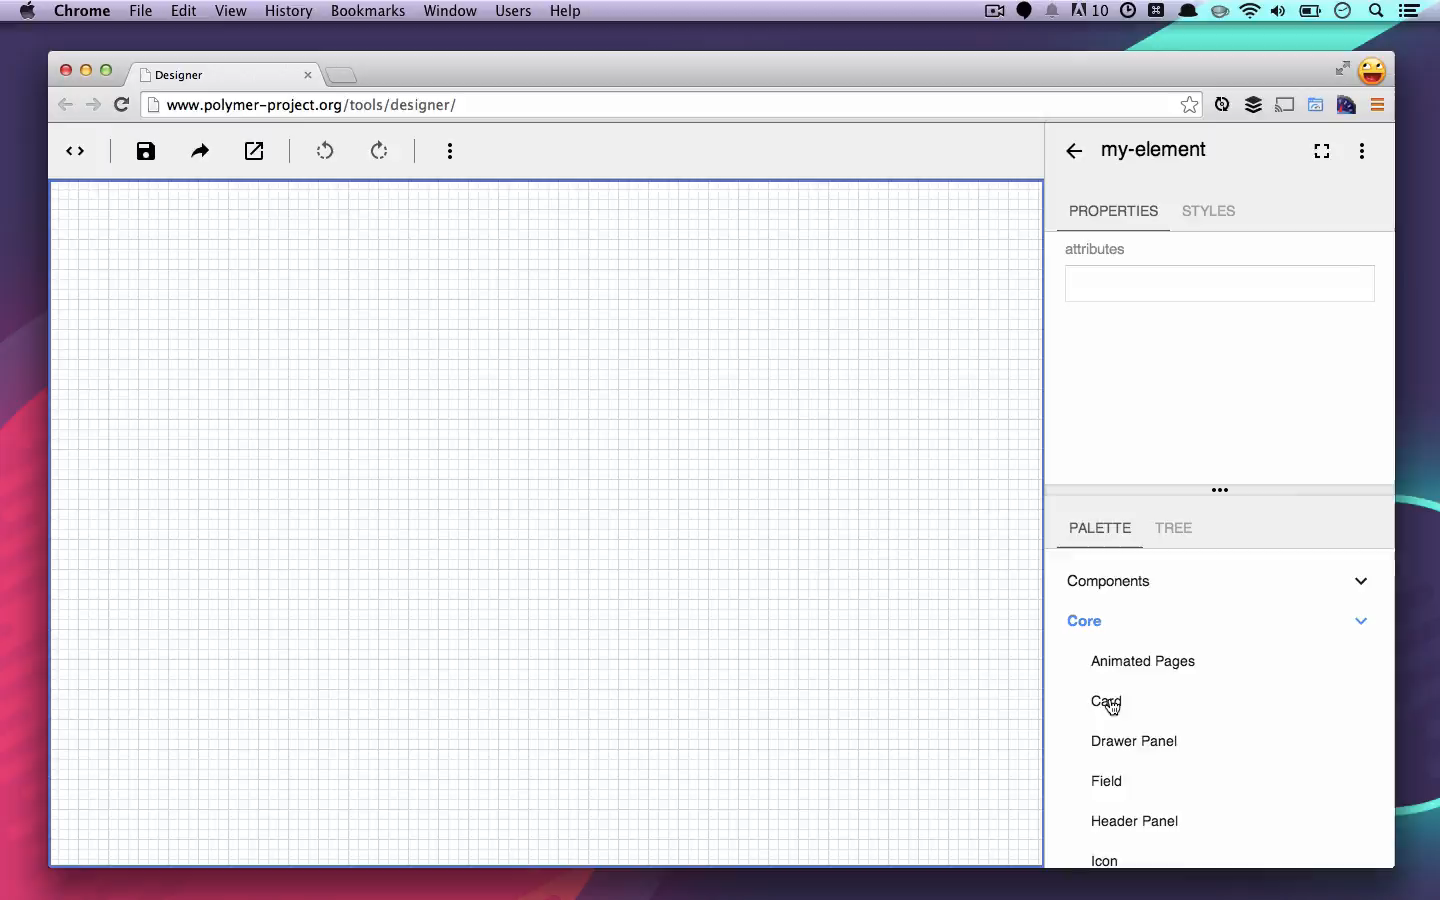 Chrome File Edit View History Bookmarks Window Users Help 10
Designer
www.polymer-project.org/tools/designer/
my-element
PROPERTIES STYLES
attributes
PALETTE TREE
Components
Core
Animated Pages
Card
Drawer Panel
Field
Header Panel
Icon